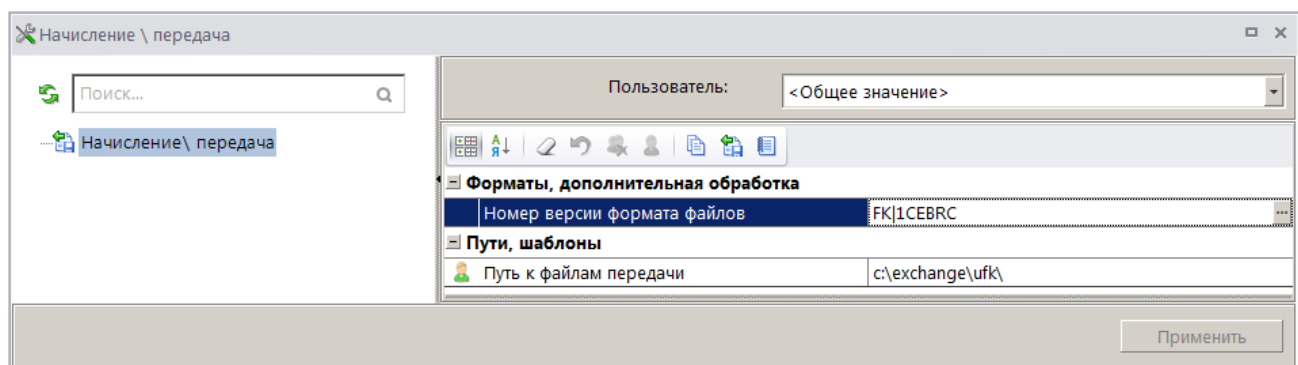 Начисление \ передача
Поиск...
Начисление\ передача
Пользователь:
<Общее значение>
А
Я
Форматы, дополнительная обработка
Номер версии формата файлов
FK|1CEBRC
...
Пути, шаблоны
Путь к файлам передачи
c:\exchange\ufk\
Применить